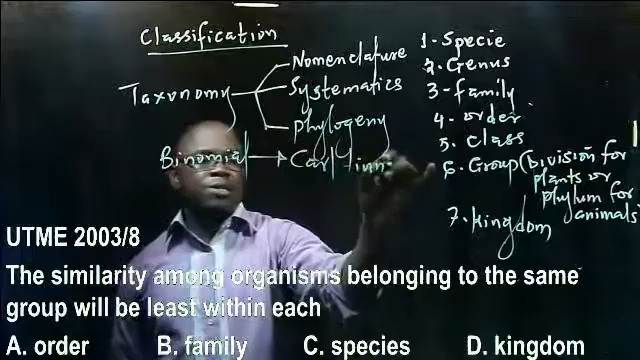 Classification
Taxonomy
Nomenclature
Systematics
phylogeny
Binomial → Carl Linn
1. Specie
2. Genus
3. family
4. order
5. Class
6. Group (Division for
plants or
phylum for
animals
7. kingdom
UTME 2003/8
The similarity among organisms belonging to the same
group will be least within each
A. order B. family C. species D. kingdom